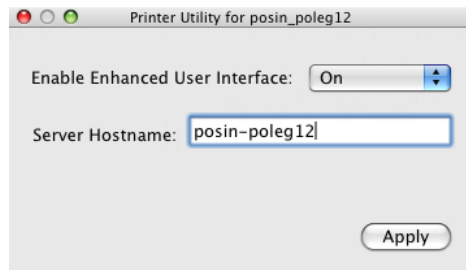 Printer Utility for posin_poleg12
Enable Enhanced User Interface: On
Server Hostname: posin-poleg12
Apply